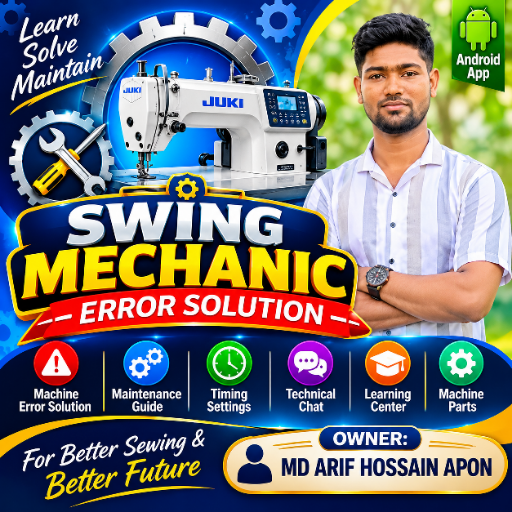 Learn
Solve
Maintain
Android
App
JUKI
JUKI
SWING
MECHANIC
ERROR SOLUTION
Machine
Error Solution
Maintenance
Guide
Timing
Settings
Technical
Chat
Learning
Center
Machine
Parts
For Better Sewing &
Better Future
OWNER:
MD ARIF HOSSAIN APON